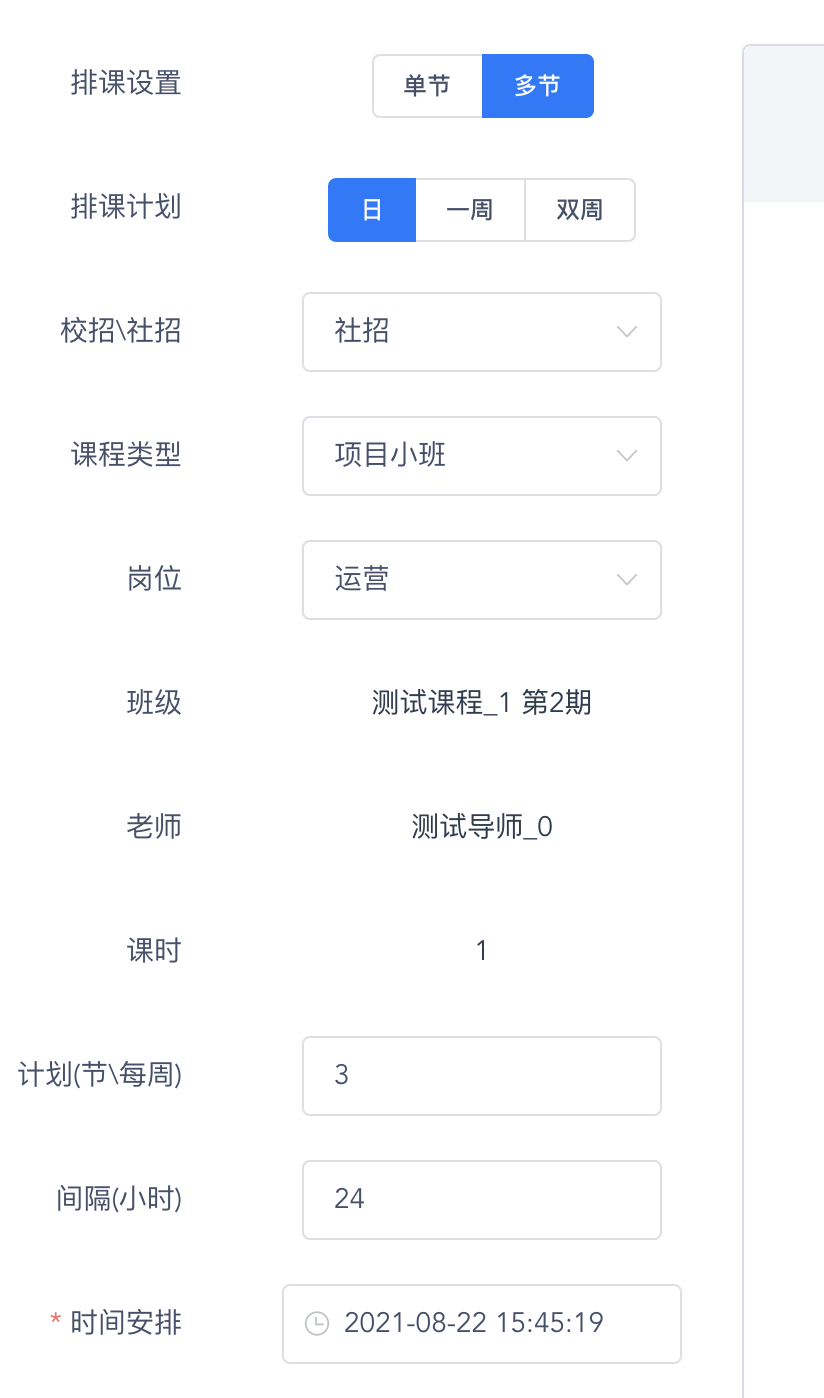 排课设置 单节 多节
排课计划 日 一周 双周
校招\社招 社招
课程类型 项目小班
岗位 运营
班级 测试课程_1 第2期
老师 测试导师_0
课时 1
计划(节\每周) 3
间隔(小时) 24
* 时间安排 2021-08-22 15:45:19